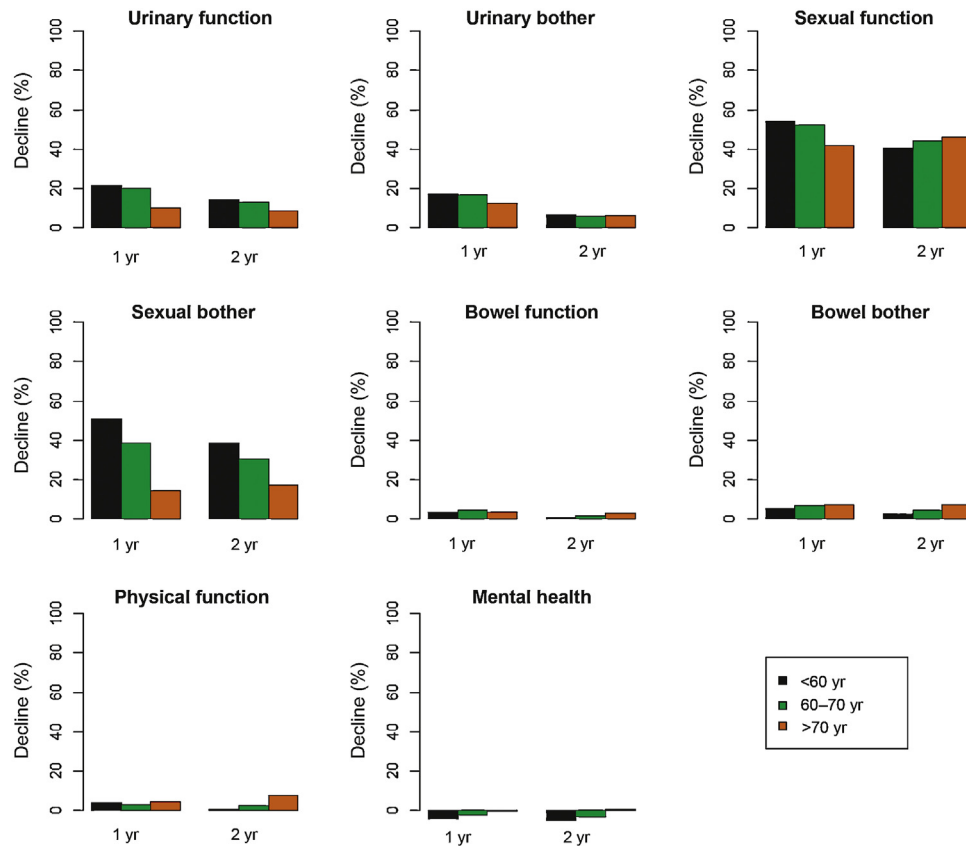 Urinary function
Decline (%)
0 20 40 60 80 100
1 yr 2 yr
Urinary bother
Decline (%)
0 20 40 60 80 100
1 yr 2 yr
Sexual function
Decline (%)
0 20 40 60 80 100
1 yr 2 yr
Sexual bother
Decline (%)
0 20 40 60 80 100
1 yr 2 yr
Bowel function
Decline (%)
0 20 40 60 80 100
1 yr 2 yr
Bowel bother
Decline (%)
0 20 40 60 80 100
1 yr 2 yr
Physical function
Decline (%)
0 20 40 60 80 100
1 yr 2 yr
Mental health
Decline (%)
0 20 40 60 80 100
1 yr 2 yr
<60 yr
60–70 yr
>70 yr